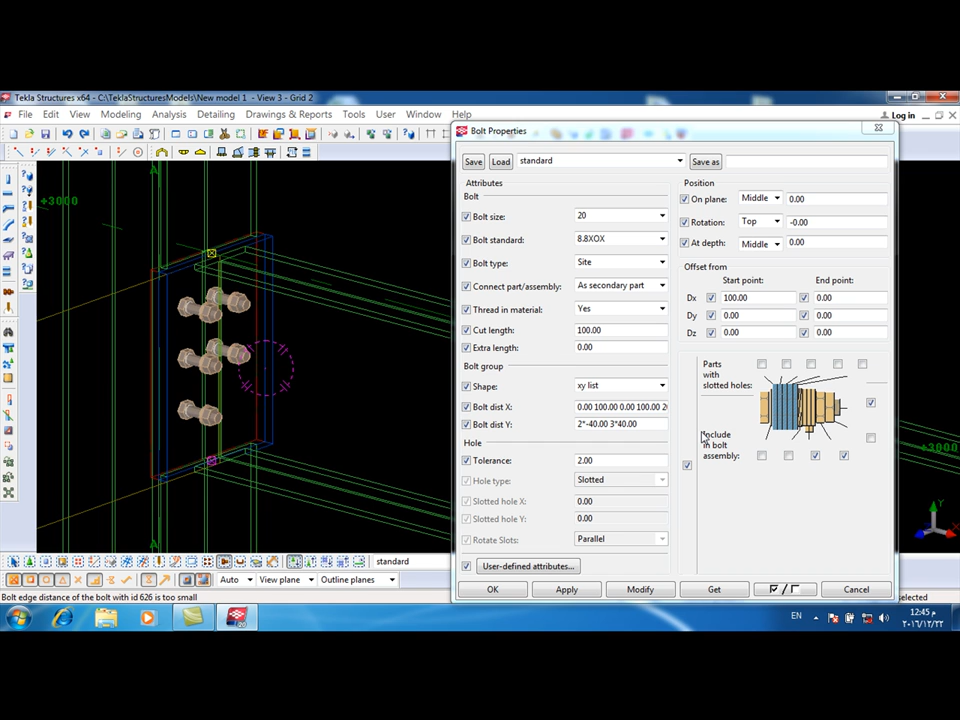 Tekla Structures x64 - C:\TeklaStructuresModels\New model 1 - View 3 - Grid 2
File Edit View Modeling Analysis Detailing Drawings & Reports Tools User Window Help
Log in
Bolt Properties
Save Load standard Save as
Attributes
Bolt
Bolt size: 20
Bolt standard: 8.8XOX
Bolt type: Site
Connect part/assembly: As secondary part
Thread in material: Yes
Cut length: 100.00
Extra length: 0.00
Bolt group
Shape: xy list
Bolt dist X: 0.00 100.00 0.00 100.00 20
Bolt dist Y: 2*-40.00 3*40.00
Hole
Tolerance: 2.00
Hole type: Slotted
Slotted hole X: 0.00
Slotted hole Y: 0.00
Rotate Slots: Parallel
User-defined attributes...
Position
On plane: Middle 0.00
Rotation: Top -0.00
At depth: Middle 0.00
Offset from
Start point: End point:
Dx 100.00 0.00
Dy 0.00 0.00
Dz 0.00 0.00
Parts
with
slotted holes:
Include
in bolt
assembly:
OK Apply Modify Get Cancel
A
+3000
+3000
A
Y
X
standard
Auto View plane Outline planes
Bolt edge distance of the bolt with id 626 is too small
selected
20
EN
12:45 م
٢٠١٦/١٢/٢٢